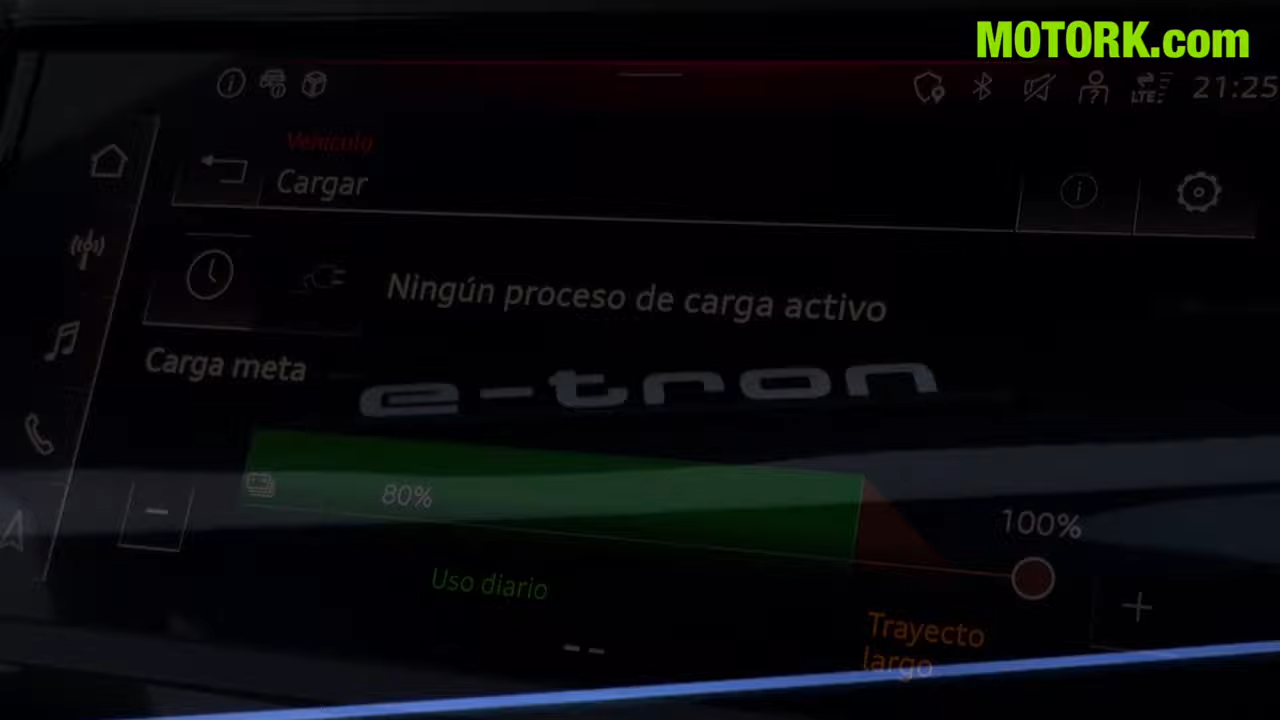 MOTORK.com
LTE
21:25
Vehículo
Cargar
Ningún proceso de carga activo
Carga meta
e-tron
80%
100%
Uso diario
Trayecto
largo